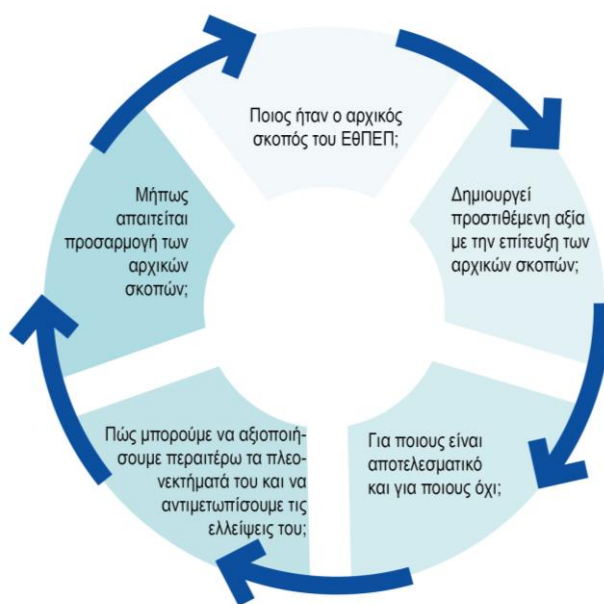 Ποιος ήταν ο αρχικός
σκοπός του ΕθΠΕΠ;
Δημιουργεί
προστιθέμενη αξία
με την επίτευξη των
αρχικών σκοπών;
Για ποιους είναι
αποτελεσματικό
και για ποιους όχι;
Πώς μπορούμε να αξιοποιή-
σουμε περαιτέρω τα πλεο-
νεκτήματά του και να
αντιμετωπίσουμε τις
ελλείψεις του;
Μήπως
απαιτείται
προσαρμογή των
αρχικών
σκοπών;